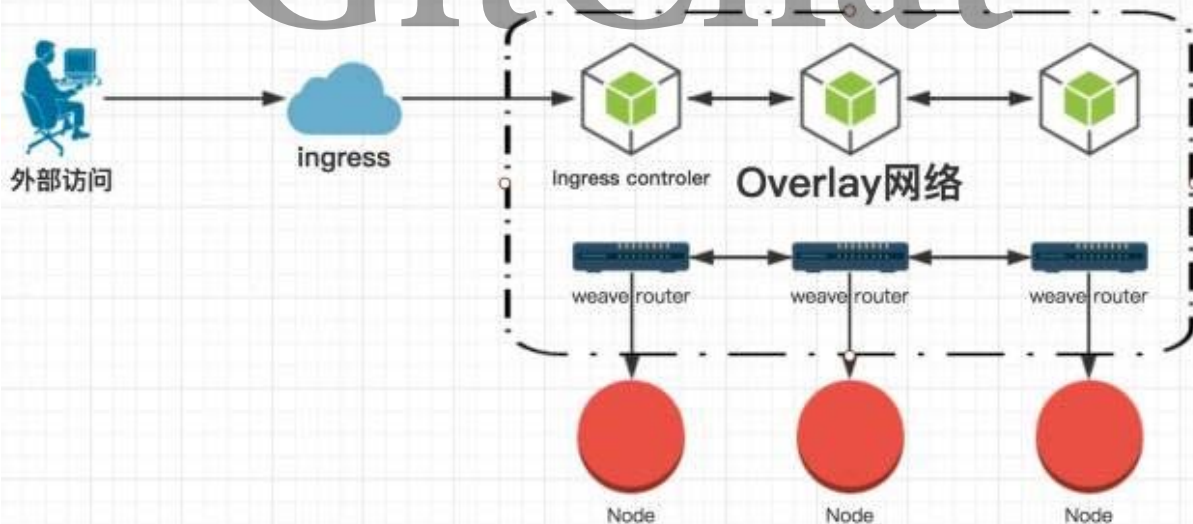 GitChat
外部访问
ingress
Ingress controler
Overlay网络
weave router
weave router
weave router
Node
Node
Node